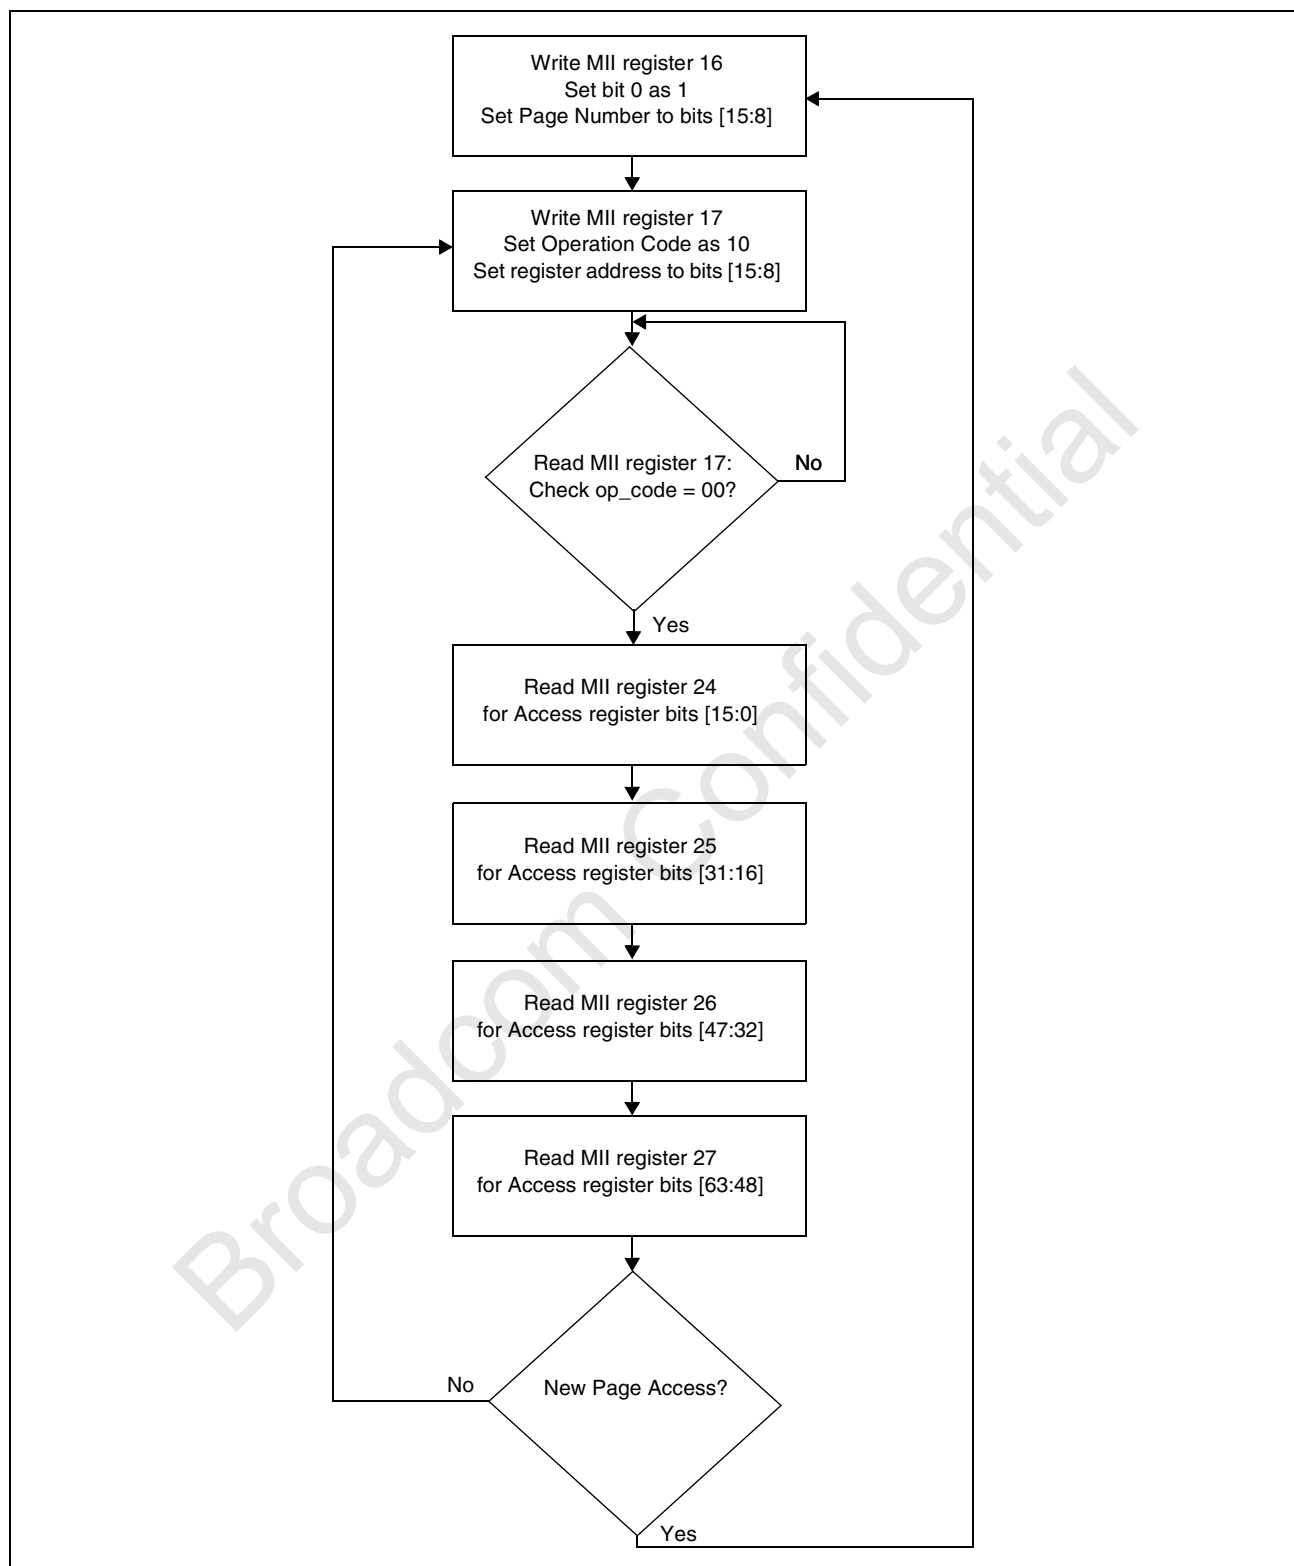 Write MII register 16
Set bit 0 as 1
Set Page Number to bits [15:8]
Write MII register 17
Set Operation Code as 10
Set register address to bits [15:8]
Read MII register 17:
Check op_code = 00?
No
Yes
Read MII register 24
for Access register bits [15:0]
Read MII register 25
for Access register bits [31:16]
Read MII register 26
for Access register bits [47:32]
Read MII register 27
for Access register bits [63:48]
New Page Access?
No
Yes
Broadcom Confidential